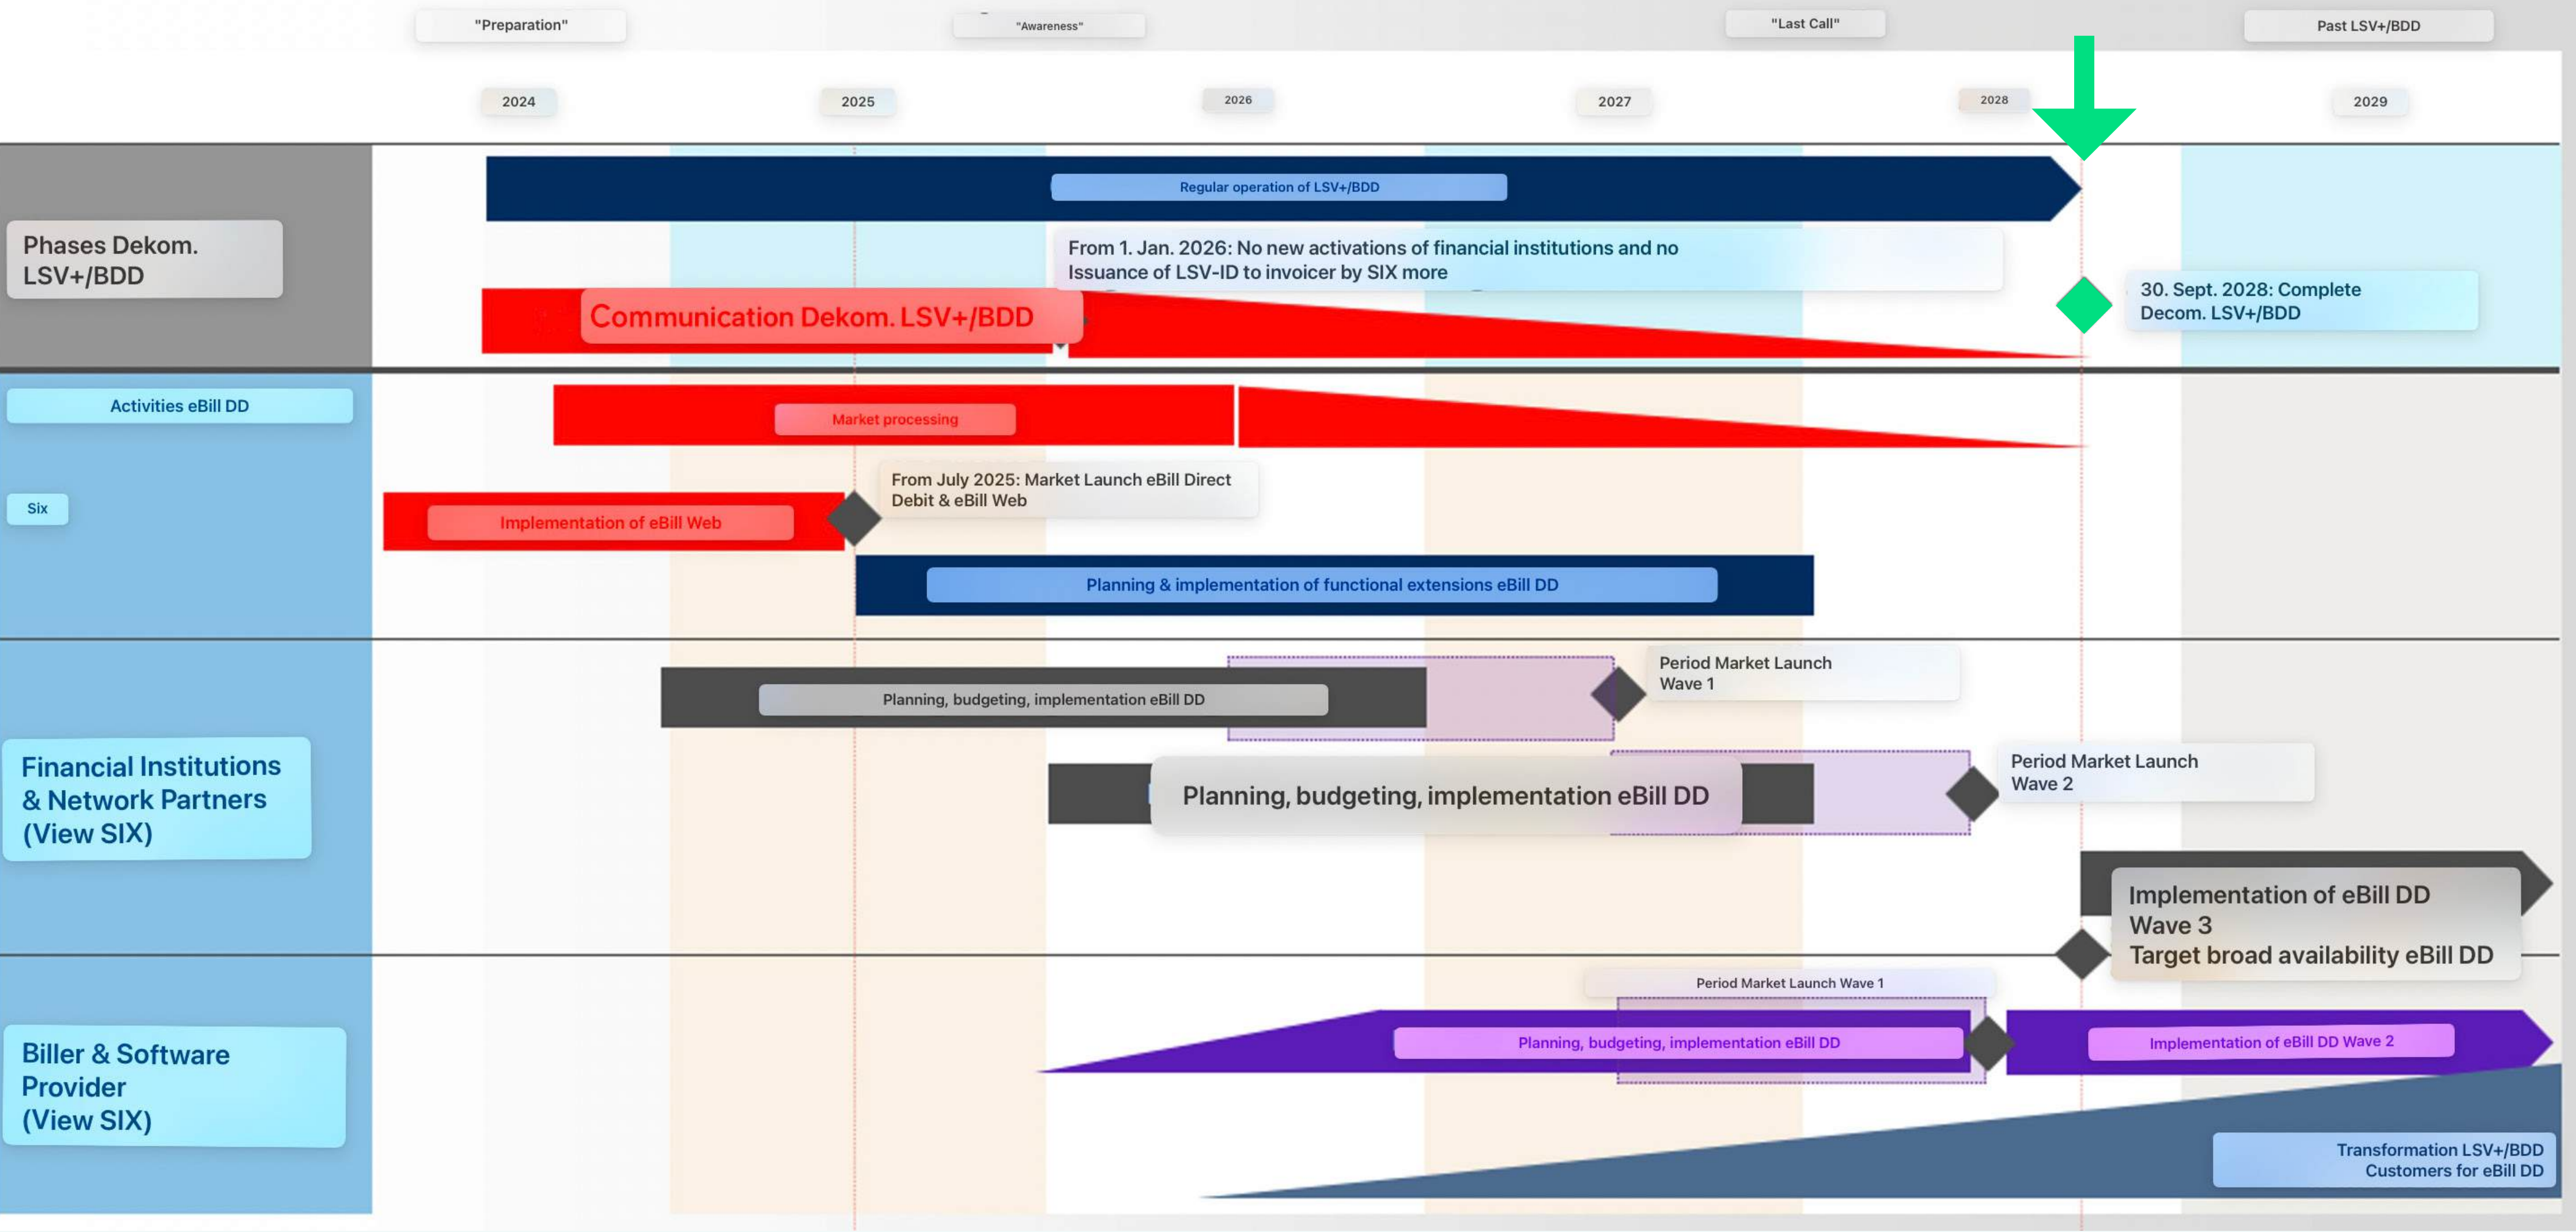 "Preparation"
"Awareness"
"Last Call"
Past LSV+/BDD
2024
2025
2026
2027
2028
2029
Phases Dekom.
LSV+/BDD
Regular operation of LSV+/BDD
From 1. Jan. 2026: No new activations of financial institutions and no
Issuance of LSV-ID to invoicer by SIX more
Communication Dekom. LSV+/BDD
30. Sept. 2028: Complete
Decom. LSV+/BDD
Activities eBill DD
Market processing
Six
From July 2025: Market Launch eBill Direct
Debit & eBill Web
Implementation of eBill Web
Planning & implementation of functional extensions eBill DD
Planning, budgeting, implementation eBill DD
Period Market Launch
Wave 1
Financial Institutions
& Network Partners
(View SIX)
Planning, budgeting, implementation eBill DD
Period Market Launch
Wave 2
Implementation of eBill DD
Wave 3
Target broad availability eBill DD
Period Market Launch Wave 1
Biller & Software
Provider
(View SIX)
Planning, budgeting, implementation eBill DD
Implementation of eBill DD Wave 2
Transformation LSV+/BDD
Customers for eBill DD